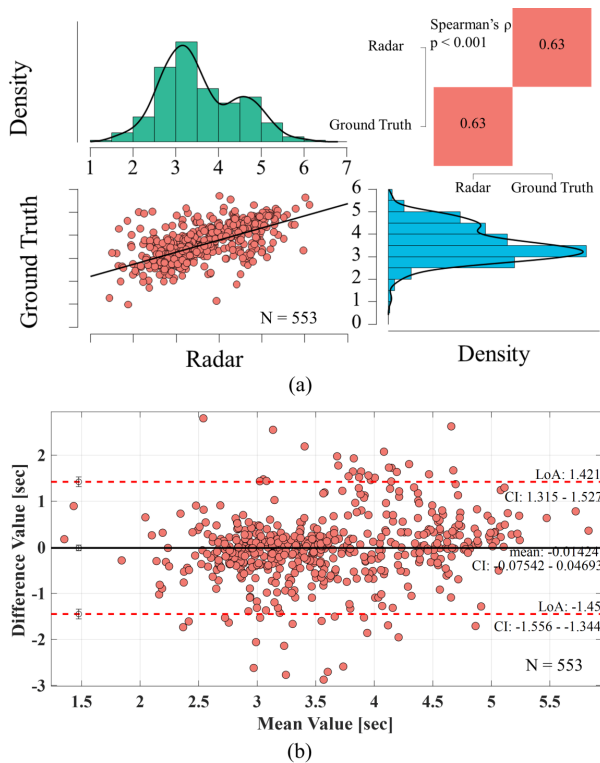 Density
1 2 3 4 5 6 7
Spearman's ρ
p < 0.001
Radar
0.63
Ground Truth
0.63
Radar Ground Truth
Ground Truth
N = 553
Radar
6
5
4
3
2
1
0
Density
(a)
Difference Value [sec]
2
1
0
-1
-2
-3
LoA: 1.421
CI: 1.315 - 1.527
mean: -0.01424
CI: -0.07542 - 0.04693
LoA: -1.45
CI: -1.556 - -1.344
N = 553
1.5 2 2.5 3 3.5 4 4.5 5 5.5
Mean Value [sec]
(b)